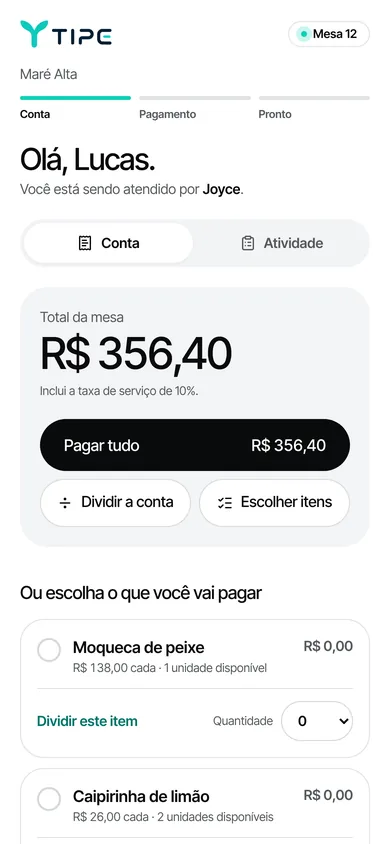 TIPE
Mesa 12
Maré Alta
Conta
Pagamento
Pronto
Olá, Lucas.
Você está sendo atendido por Joyce.
Conta
Atividade
Total da mesa
R$ 356,40
Inclui a taxa de serviço de 10%.
Pagar tudo
R$ 356,40
Dividir a conta
Escolher itens
Ou escolha o que você vai pagar
Moqueca de peixe
R$ 0,00
R$ 138,00 cada · 1 unidade disponível
Dividir este item
Quantidade
0
Caipirinha de limão
R$ 0,00
R$ 26,00 cada · 2 unidades disponíveis